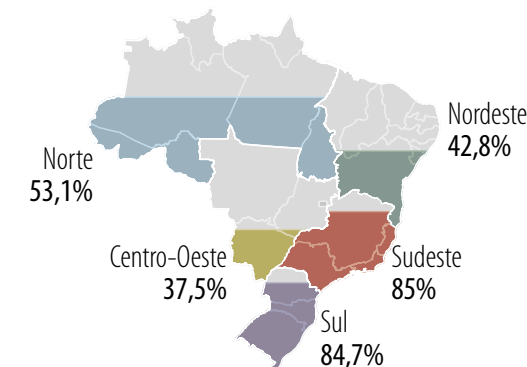 Nordeste
42,8%
Norte
53,1%
Centro-Oeste
37,5%
Sudeste
85%
Sul
84,7%